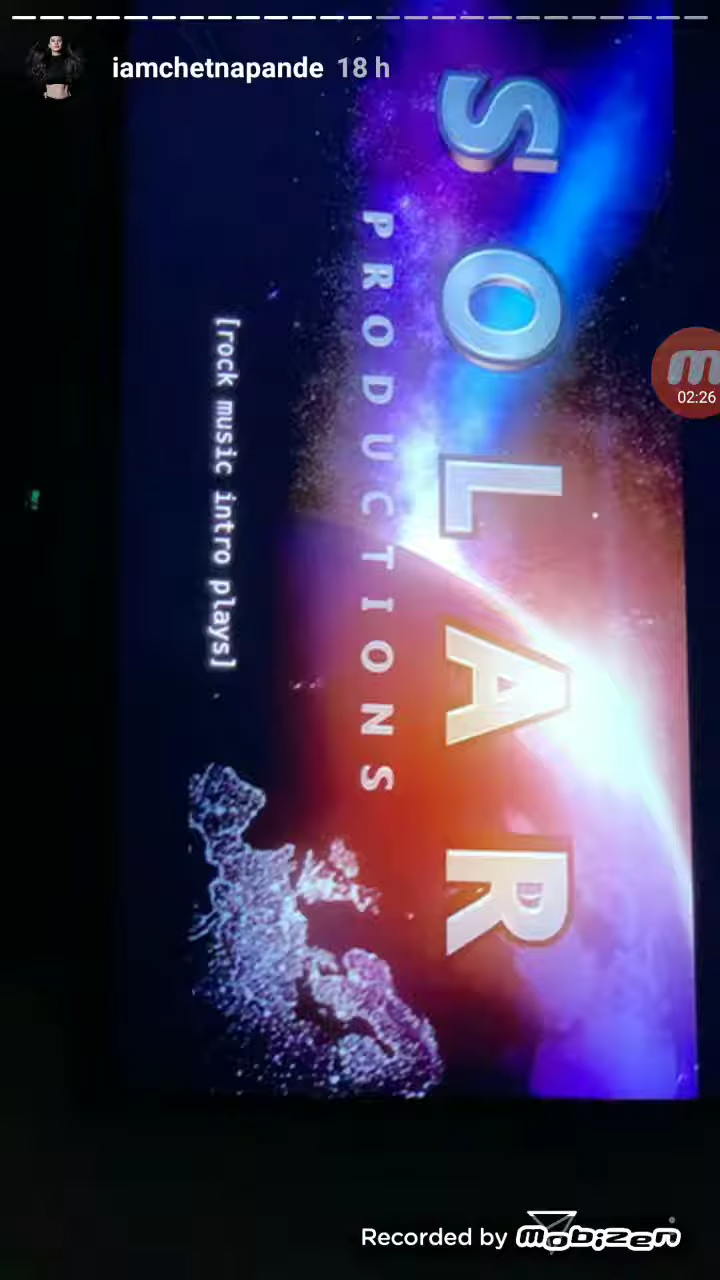 iamchetnapande 18 h
SOLAR
PRODUCTIONS
[rock music intro plays]
m
02:26
Recorded by mobizen